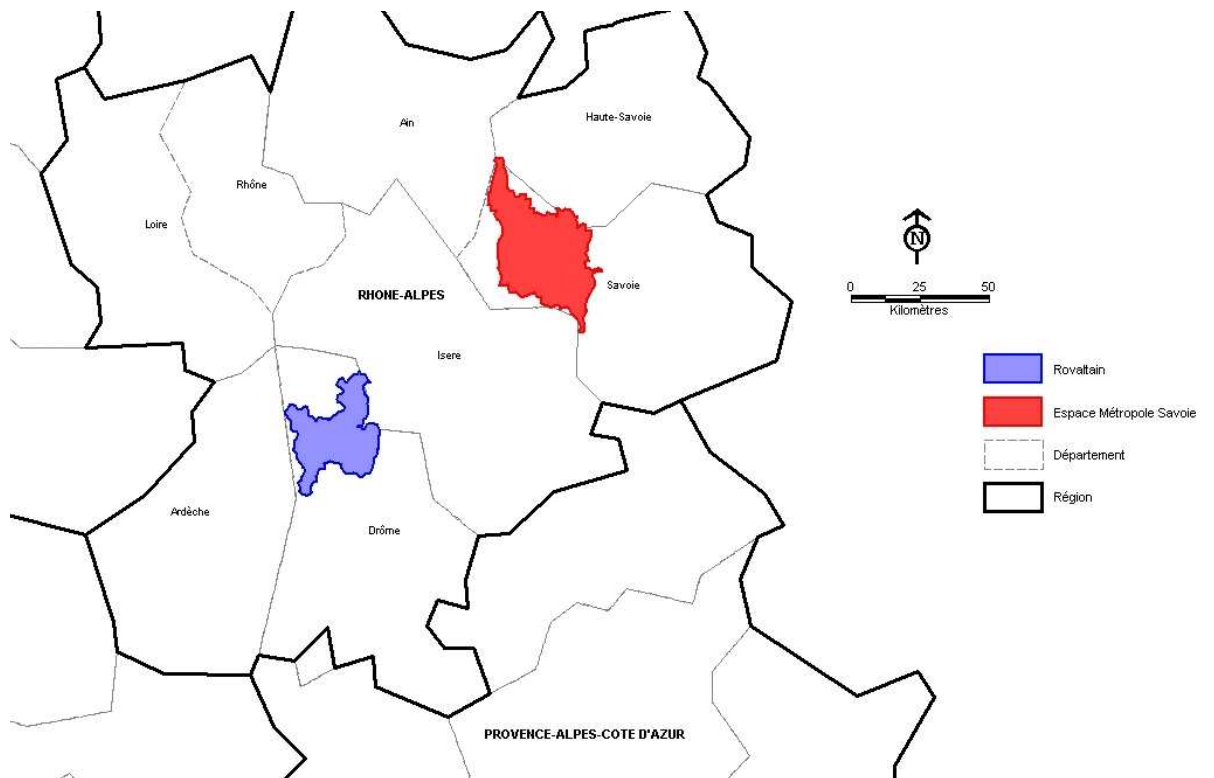 Ain
Haute-Savoie
Rhône
Loire
N
Savoie
RHONE-ALPES
0 25 50
Kilomètres
Isere
Rovaltain
Espace Métropole Savoie
Département
Région
Ardèche
Drôme
PROVENCE-ALPES-COTE D'AZUR